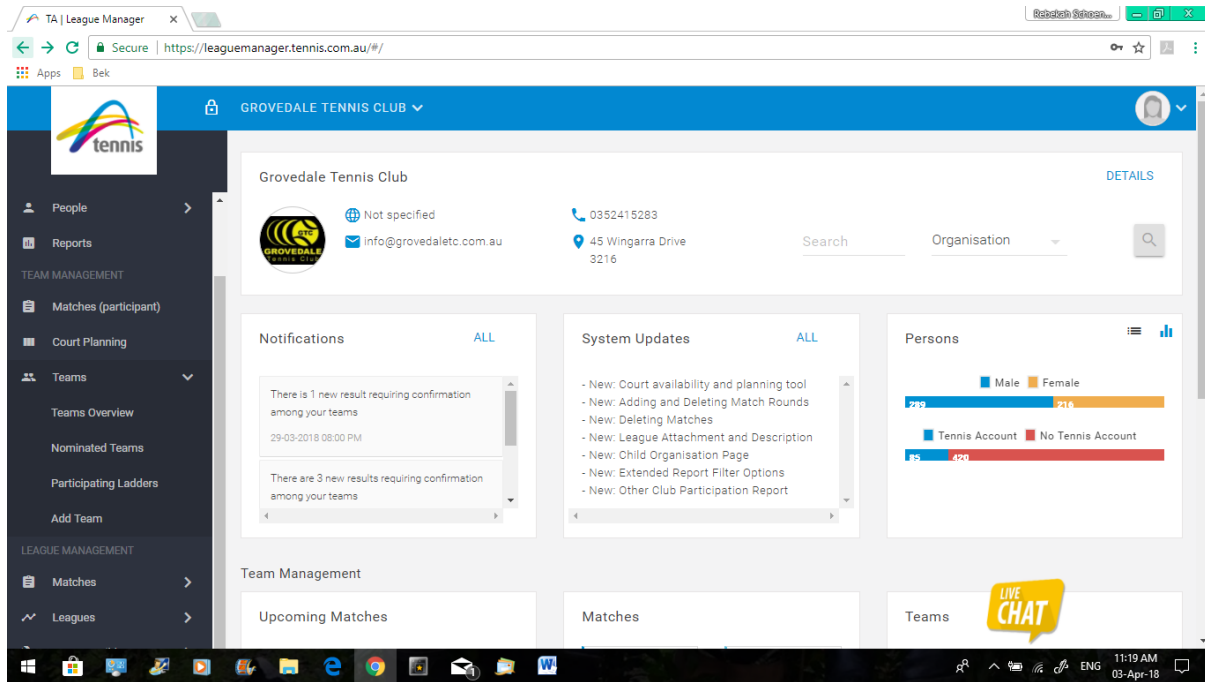 TA | League Manager
Rebekah Schoen...
Secure https://leaguemanager.tennis.com.au/#/
Apps Bek
tennis
GROVEDALE TENNIS CLUB
People
Reports
TEAM MANAGEMENT
Matches (participant)
Court Planning
Teams
Teams Overview
Nominated Teams
Participating Ladders
Add Team
LEAGUE MANAGEMENT
Matches
Leagues
Grovedale Tennis Club
DETAILS
GTC
GROVEDALE
Tennis Club
Not specified
info@grovedaletc.com.au
0352415283
45 Wingarra Drive
3216
Search
Organisation
Notifications ALL
There is 1 new result requiring confirmation
among your teams
29-03-2018 08:00 PM
There are 3 new results requiring confirmation
among your teams
System Updates ALL
- New: Court availability and planning tool
- New: Adding and Deleting Match Rounds
- New: Deleting Matches
- New: League Attachment and Description
- New: Child Organisation Page
- New: Extended Report Filter Options
- New: Other Club Participation Report
Persons
Male Female
289 216
Tennis Account No Tennis Account
85 420
Team Management
Upcoming Matches
Matches
Teams
LIVE
CHAT
ENG
11:19 AM
03-Apr-18